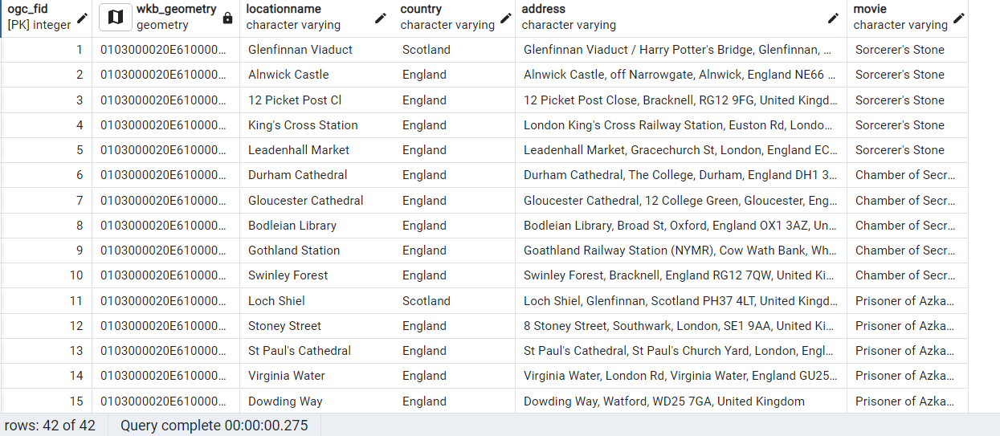 ogc_fid wkb_geometry locationname country address movie
[PK] integer geometry character varying character varying character varying character varying
1 0103000020E610000... Glenfinnan Viaduct Scotland Glenfinnan Viaduct / Harry Potter's Bridge, Glenfinnan, ... Sorcerer's Stone
2 0103000020E610000... Alnwick Castle England Alnwick Castle, off Narrowgate, Alnwick, England NE66 ... Sorcerer's Stone
3 0103000020E610000... 12 Picket Post Cl England 12 Picket Post Close, Bracknell, RG12 9FG, United Kingd... Sorcerer's Stone
4 0103000020E610000... King's Cross Station England London King's Cross Railway Station, Euston Rd, Londo... Sorcerer's Stone
5 0103000020E610000... Leadenhall Market England Leadenhall Market, Gracechurch St, London, England EC... Sorcerer's Stone
6 0103000020E610000... Durham Cathedral England Durham Cathedral, The College, Durham, England DH1 3... Chamber of Secr...
7 0103000020E610000... Gloucester Cathedral England Gloucester Cathedral, 12 College Green, Gloucester, Eng... Chamber of Secr...
8 0103000020E610000... Bodleian Library England Bodleian Library, Broad St, Oxford, England OX1 3AZ, Un... Chamber of Secr...
9 0103000020E610000... Gothland Station England Goathland Railway Station (NYMR), Cow Wath Bank, Wh... Chamber of Secr...
10 0103000020E610000... Swinley Forest England Swinley Forest, Bracknell, England RG12 7QW, United Ki... Chamber of Secr...
11 0103000020E610000... Loch Shiel Scotland Loch Shiel, Glenfinnan, Scotland PH37 4LT, United Kingd... Prisoner of Azka...
12 0103000020E610000... Stoney Street England 8 Stoney Street, Southwark, London, SE1 9AA, United Ki... Prisoner of Azka...
13 0103000020E610000... St Paul's Cathedral England St Paul's Cathedral, St Paul's Church Yard, London, Engl... Prisoner of Azka...
14 0103000020E610000... Virginia Water England Virginia Water, London Rd, Virginia Water, England GU25... Prisoner of Azka...
15 0103000020E610000... Dowding Way England Dowding Way, Watford, WD25 7GA, United Kingdom Prisoner of Azka...
rows: 42 of 42 Query complete 00:00:00.275